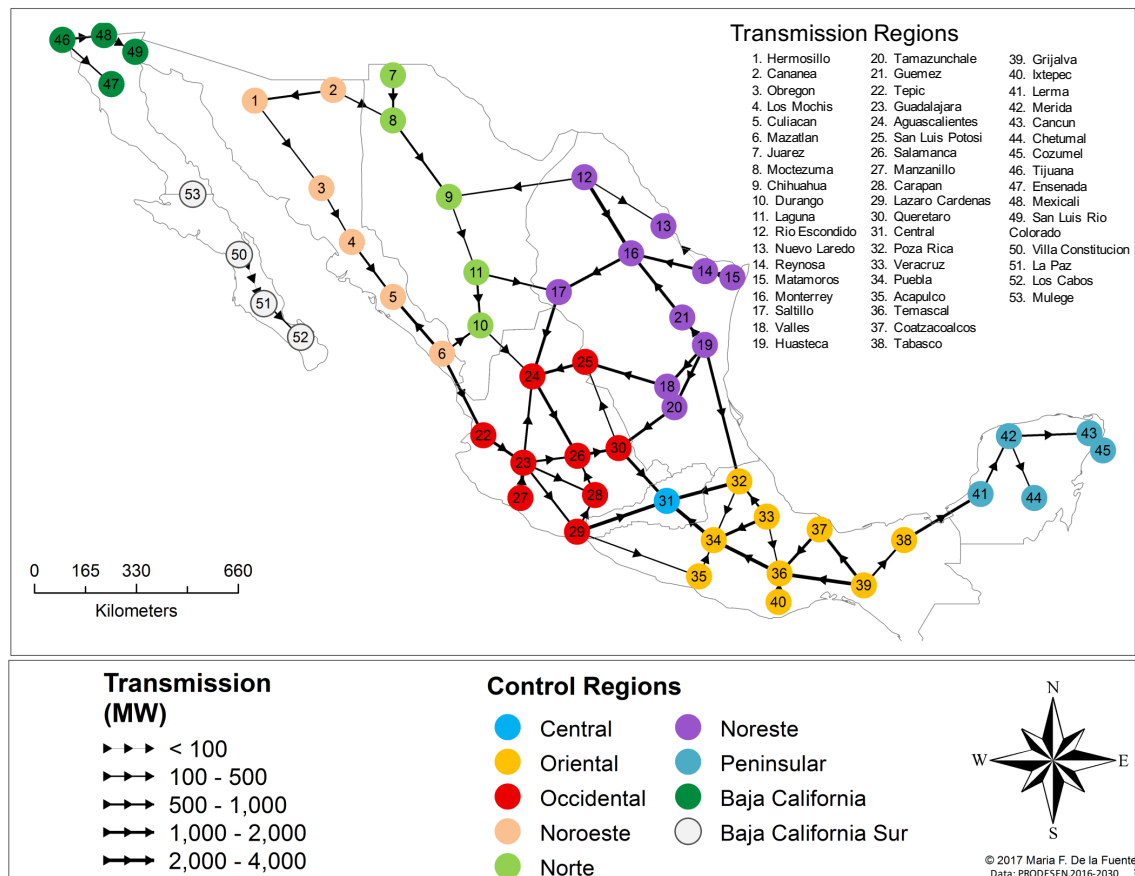 Transmission Regions
1. Hermosillo
2. Cananea
3. Obregon
4. Los Mochis
5. Culiacan
6. Mazatlan
7. Juarez
8. Moctezuma
9. Chihuahua
10. Durango
11. Laguna
12. Rio Escondido
13. Nuevo Laredo
14. Reynosa
15. Matamoros
16. Monterrey
17. Saltillo
18. Valles
19. Huasteca
20. Tamazunchale
21. Guemez
22. Tepic
23. Guadalajara
24. Aguascalientes
25. San Luis Potosi
26. Salamanca
27. Manzanillo
28. Carapan
29. Lazaro Cardenas
30. Queretaro
31. Central
32. Poza Rica
33. Veracruz
34. Puebla
35. Acapulco
36. Temascal
37. Coatzacoalcos
38. Tabasco
39. Grijalva
40. Ixtepec
41. Lerma
42. Merida
43. Cancun
44. Chetumal
45. Cozumel
46. Tijuana
47. Ensenada
48. Mexicali
49. San Luis Rio
Colorado
50. Villa Constitucion
51. La Paz
52. Los Cabos
53. Mulege
46
48
49
47
7
2
1
8
12
3
53
9
13
4
50
16
11
14
15
5
17
51
21
10
52
6
19
25
24
18
20
22
42
43
45
30
23
26
32
27
28
31
41
44
33
29
37
34
38
36
35
39
40
0 165 330 660
Kilometers
Transmission
(MW)
< 100
100 - 500
500 - 1,000
1,000 - 2,000
2,000 - 4,000
Control Regions
Central
Oriental
Occidental
Noroeste
Norte
Noreste
Peninsular
Baja California
Baja California Sur
N
W
E
S
© 2017 Maria F. De la Fuente
Data: PRODESEN 2016-2030